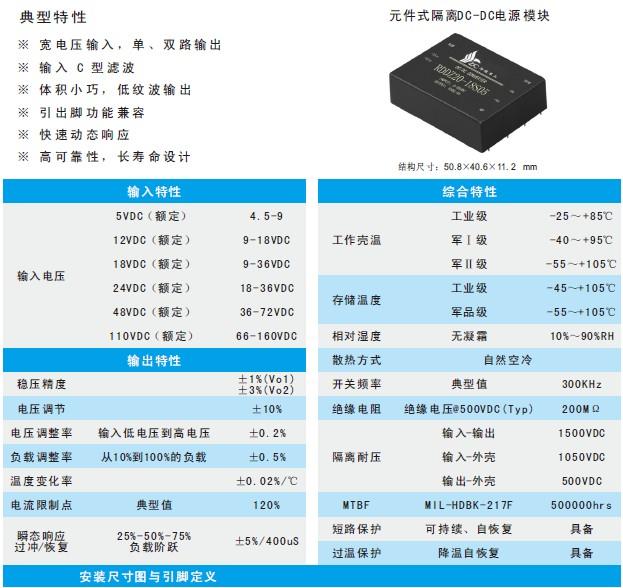 典型特性
※ 宽电压输入，单、双路输出
※ 输入 C 型滤波
※ 体积小巧，低纹波输出
※ 引出脚功能兼容
※ 快速动态响应
※ 高可靠性，长寿命设计
元件式隔离DC-DC电源模块
DC
DC-DC CONVERTER
RDDZ20-18S05
结构尺寸：50.8×40.6×11.2 mm
输入特性
输入电压
5VDC（额定） 4.5-9
12VDC（额定） 9-18VDC
18VDC（额定） 9-36VDC
24VDC（额定） 18-36VDC
48VDC（额定） 36-72VDC
110VDC（额定） 66-160VDC
输出特性
稳压精度 ±1%(Vo1)
±3%(Vo2)
电压调节 ±10%
电压调整率 输入低电压到高电压 ±0.2%
负载调整率 从10%到100%的负载 ±0.5%
温度变化率 ±0.02%/℃
电流限制点 典型值 120%
瞬态响应 25%-50%-75%
过冲/恢复 负载阶跃 ±5%/400uS
综合特性
工作壳温
工业级 -25～+85℃
军Ⅰ级 -40～+95℃
军Ⅱ级 -55～+105℃
存储温度
工业级 -45～+105℃
军品级 -55～+105℃
相对湿度 无凝霜 10%～90%RH
散热方式 自然空冷
开关频率 典型值 300KHz
绝缘电阻 绝缘电压@500VDC(Typ) 200MΩ
隔离耐压
输入-输出 1500VDC
输入-外壳 1050VDC
输出-外壳 500VDC
MTBF MIL-HDBK-217F 500000hrs
短路保护 可持续、自恢复 具备
过温保护 降温自恢复 具备
安装尺寸图与引脚定义